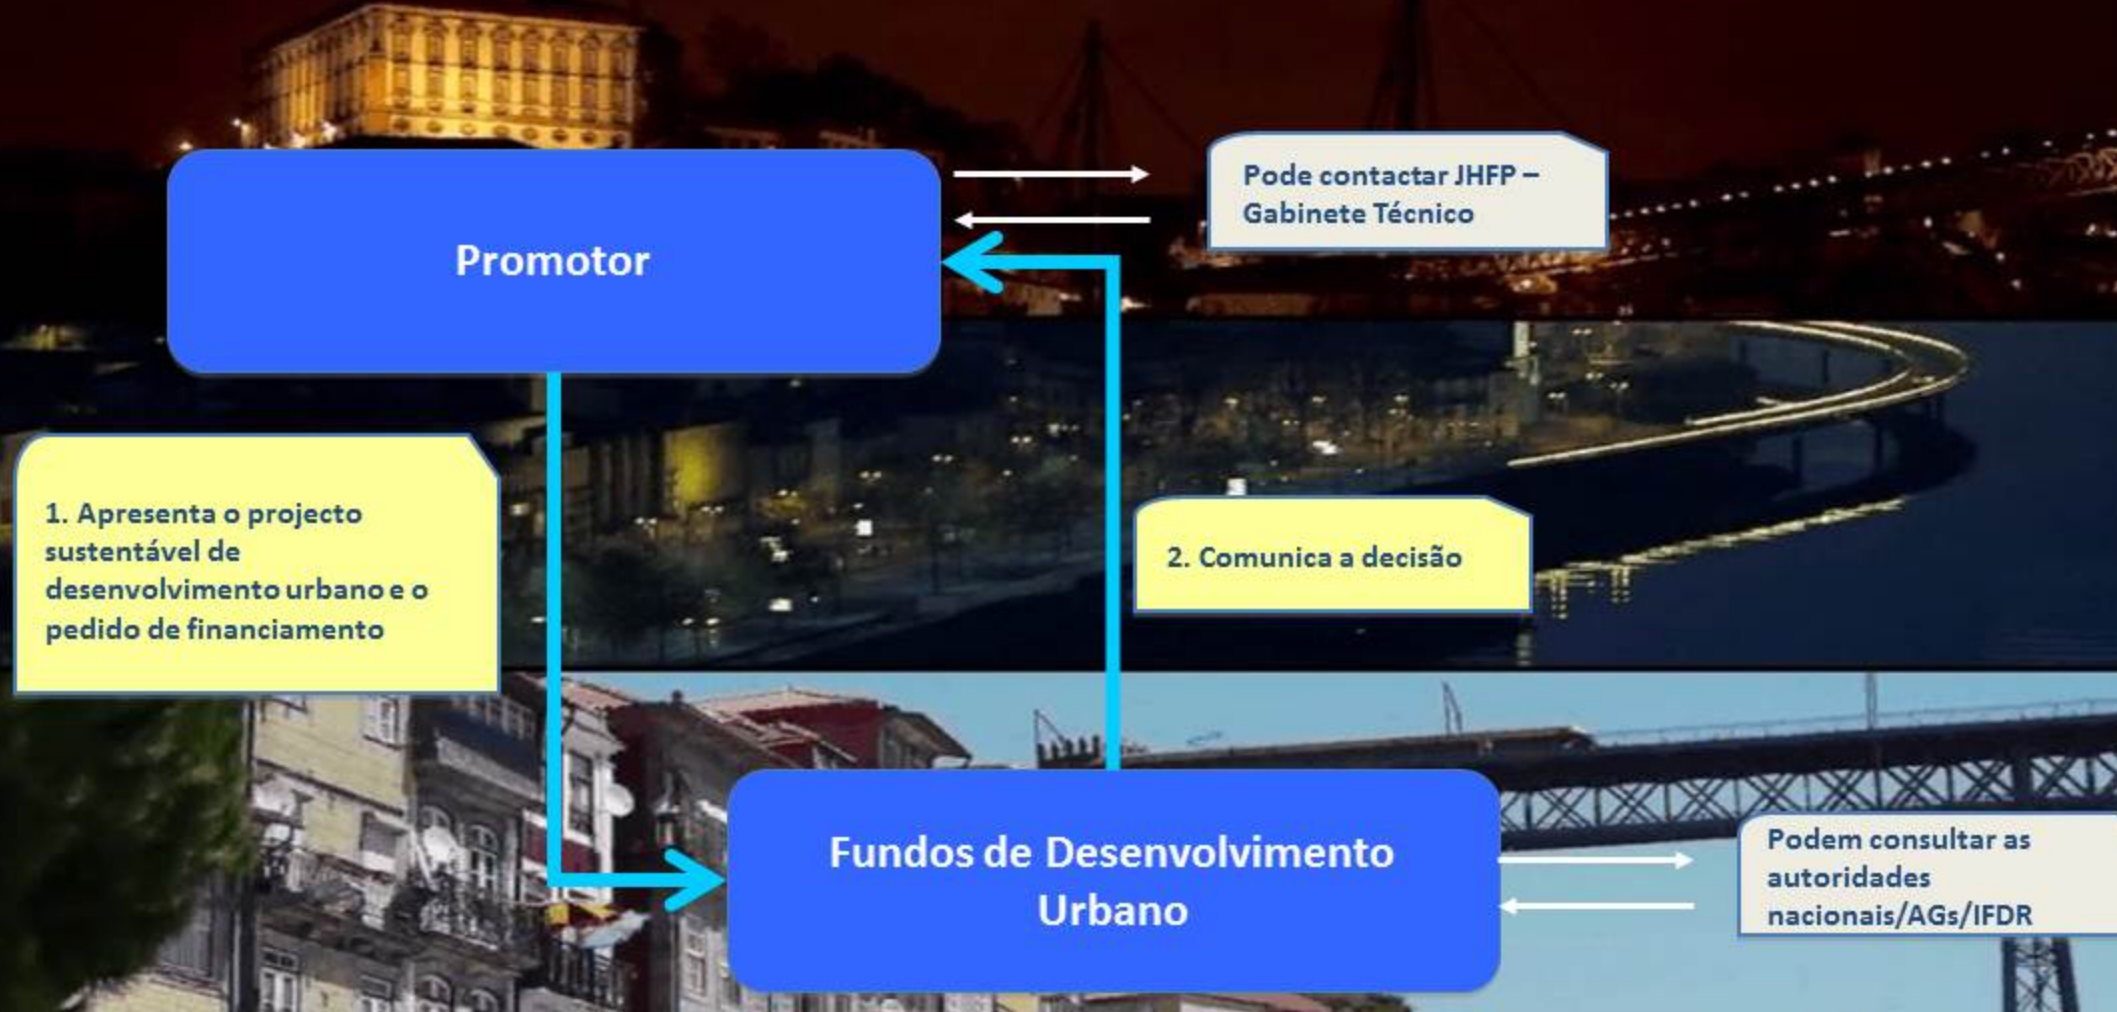 Pode contactar JHFP –
Gabinete Técnico
Promotor
1. Apresenta o projecto
sustentável de
desenvolvimento urbano e o
pedido de financiamento
2. Comunica a decisão
Fundos de Desenvolvimento
Urbano
Podem consultar as
autoridades
nacionais/AGs/IFDR